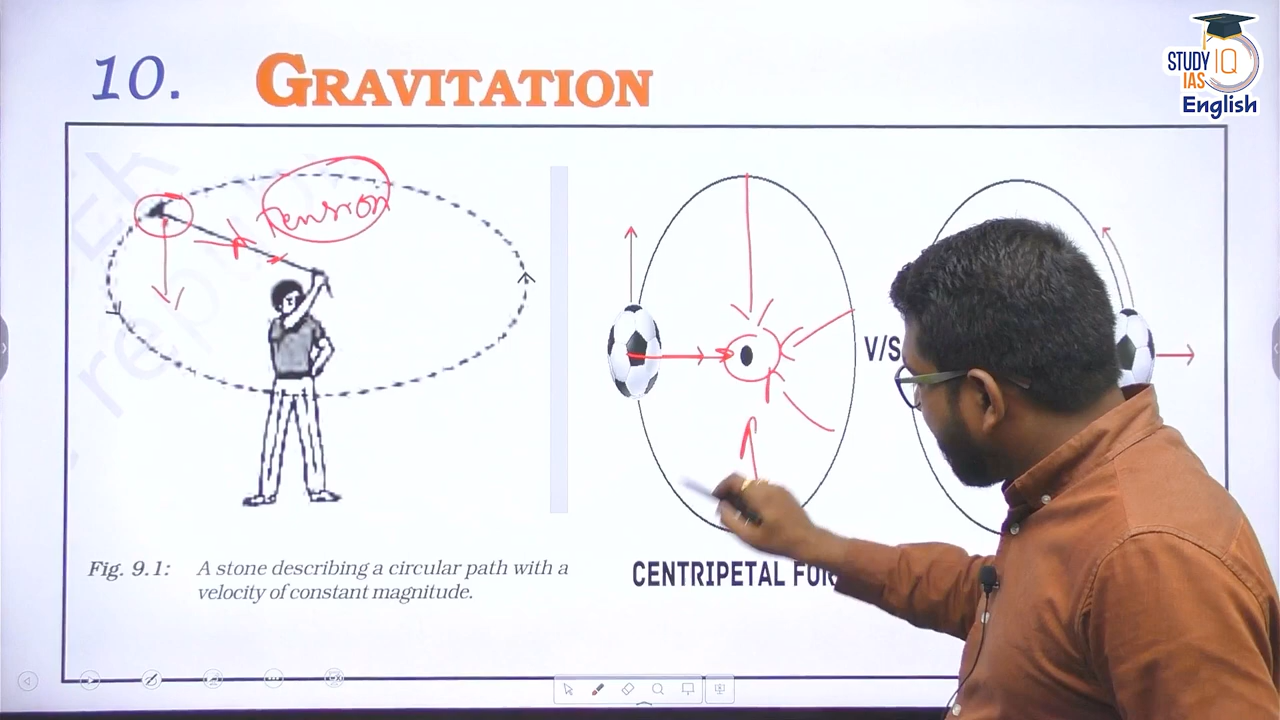 10. GRAVITATION
STUDY IQ
IAS
English
Tension
V/S
Fig. 9.1: A stone describing a circular path with a
velocity of constant magnitude.
CENTRIPETAL